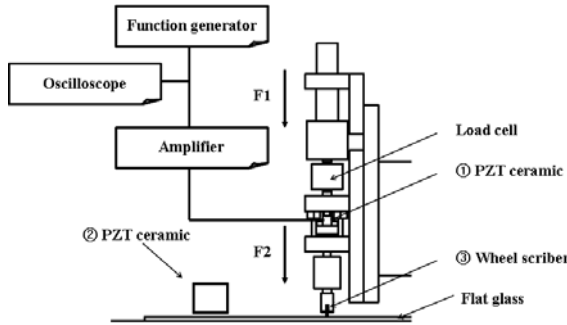 Function generator
Oscilloscope
F1
Amplifier
Load cell
① PZT ceramic
② PZT ceramic
F2
③ Wheel scriber
Flat glass